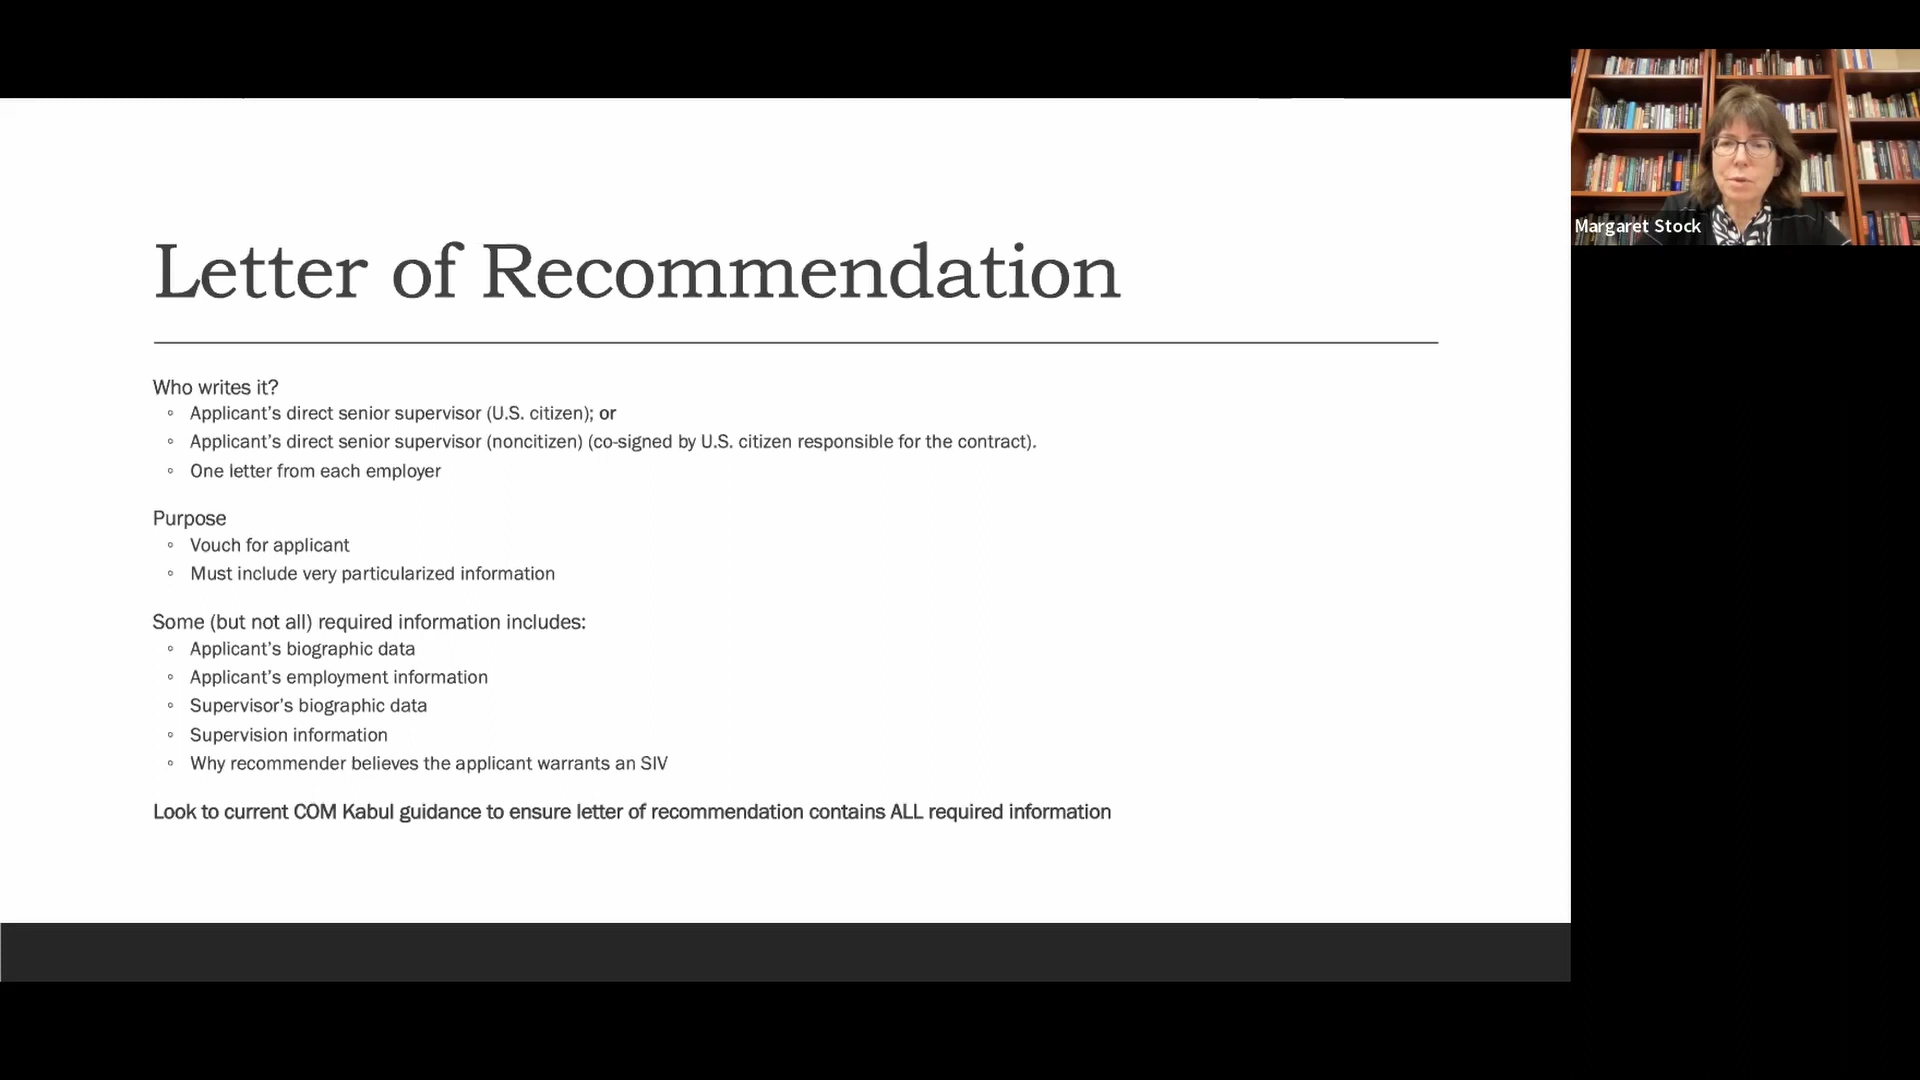 Letter of Recommendation
Who writes it?
◦ Applicant's direct senior supervisor (U.S. citizen); or
◦ Applicant's direct senior supervisor (noncitizen) (co-signed by U.S. citizen responsible for the contract).
◦ One letter from each employer
Purpose
◦ Vouch for applicant
◦ Must include very particularized information
Some (but not all) required information includes:
◦ Applicant's biographic data
◦ Applicant's employment information
◦ Supervisor's biographic data
◦ Supervision information
◦ Why recommender believes the applicant warrants an SIV
Look to current COM Kabul guidance to ensure letter of recommendation contains ALL required information
Margaret Stock